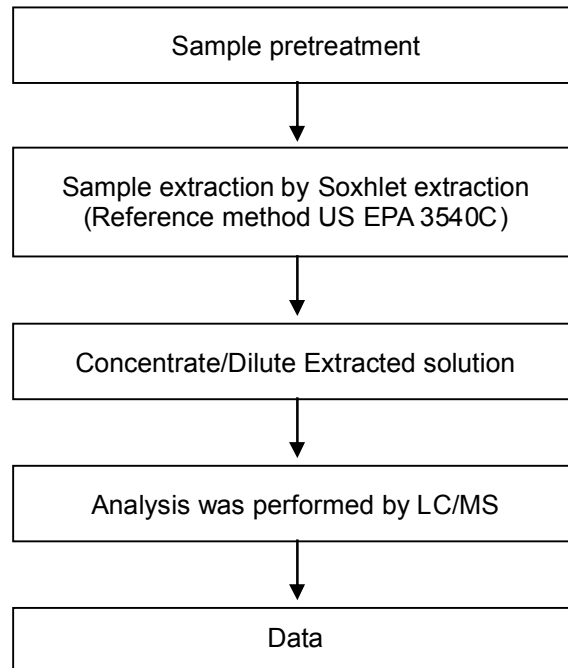 Sample pretreatment
Sample extraction by Soxhlet extraction
(Reference method US EPA 3540C)
Concentrate/Dilute Extracted solution
Analysis was performed by LC/MS
Data